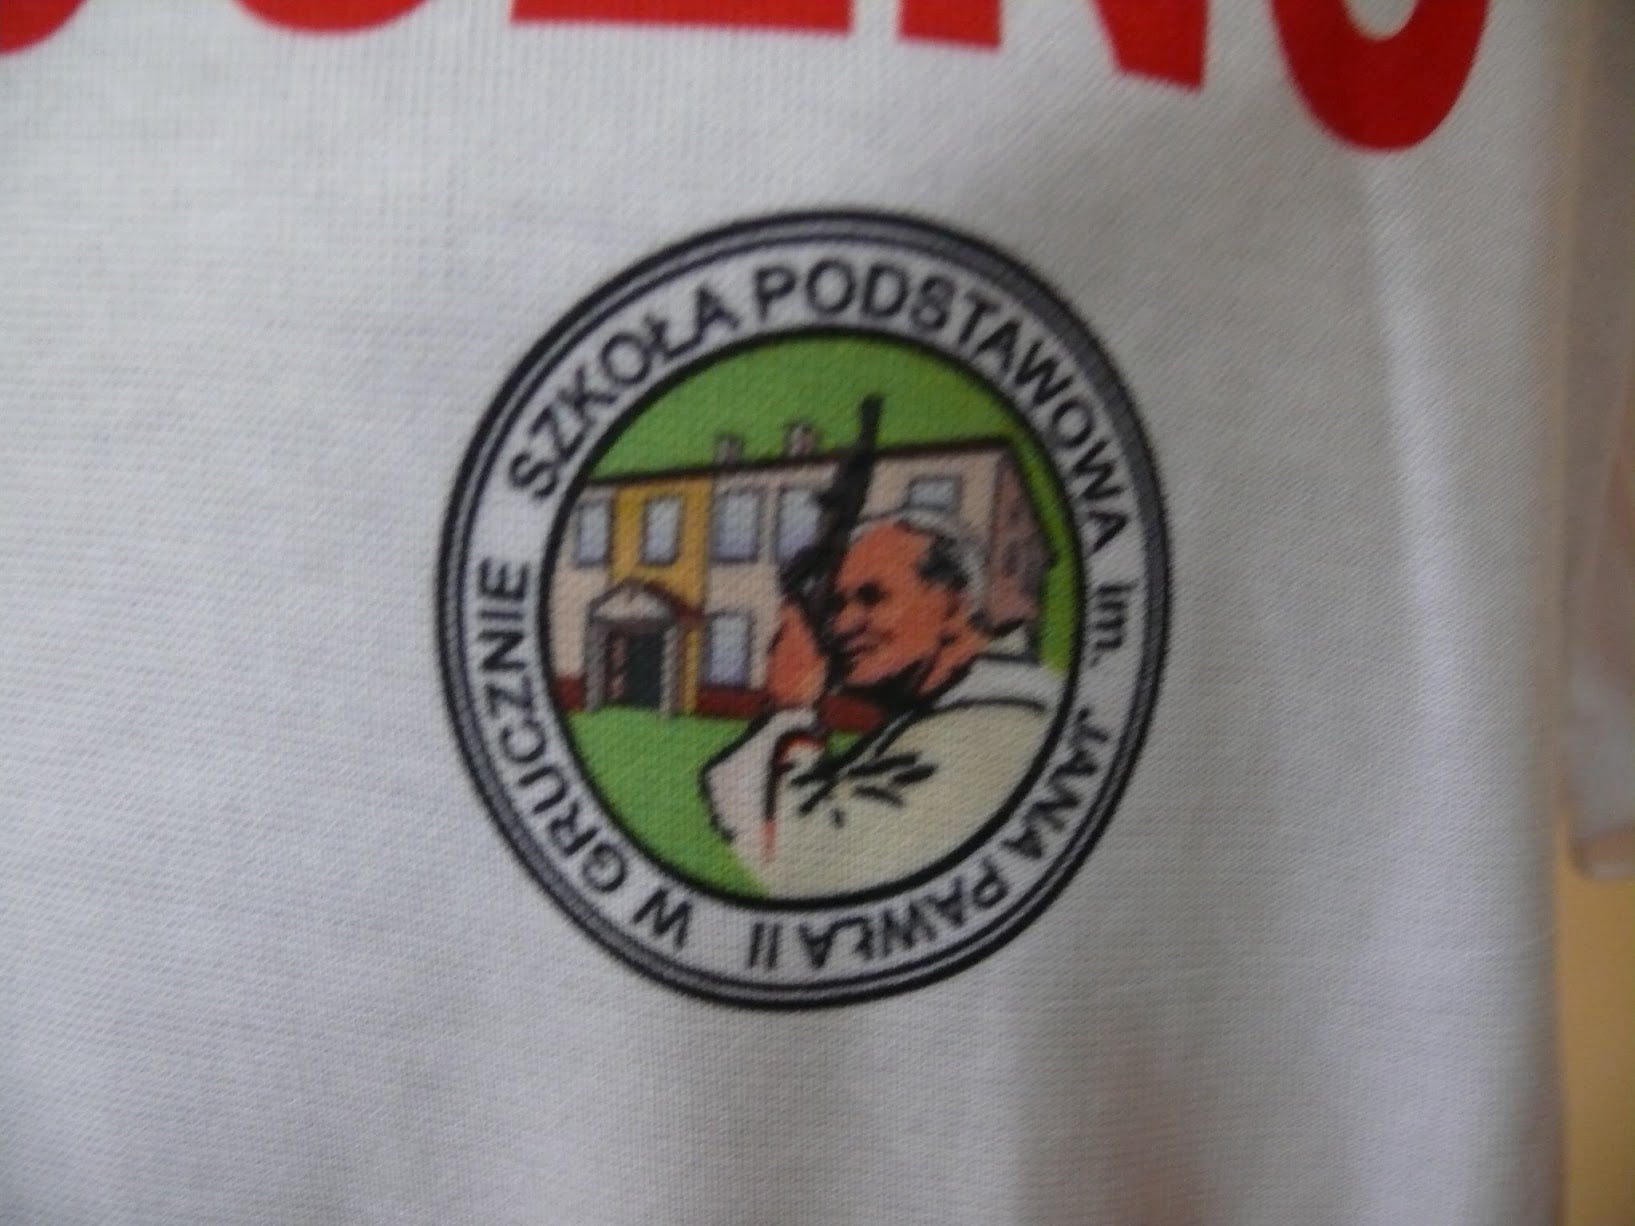 SZKOŁA PODSTAWOWA im. JANA PAWŁA II W GRUCZNIE